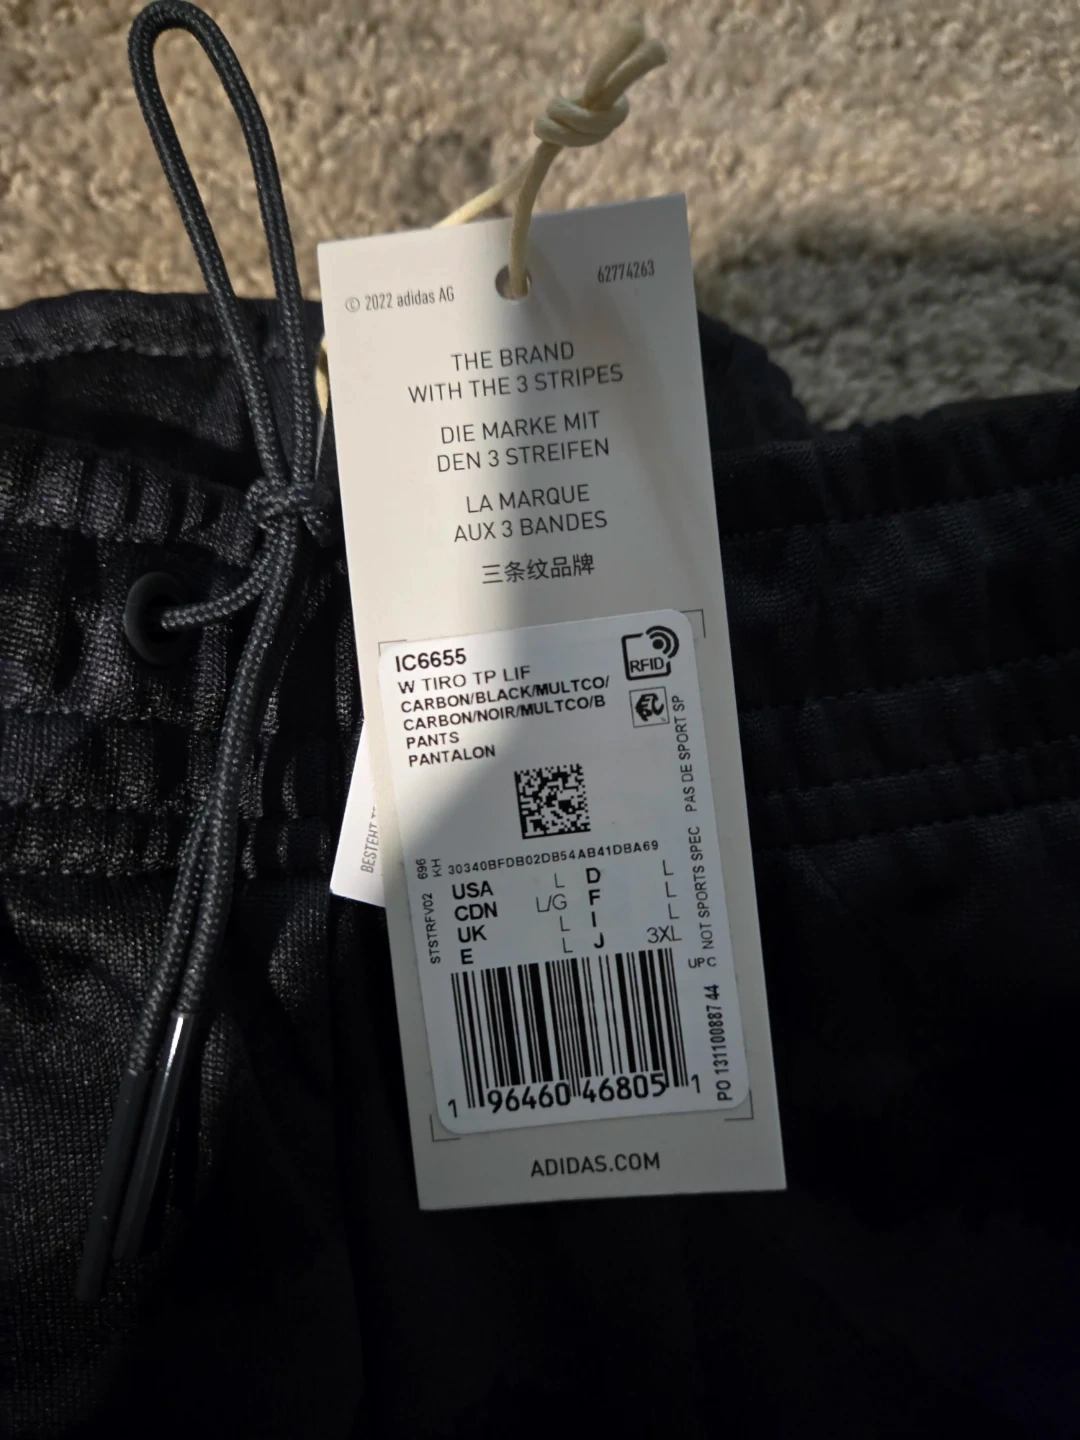 © 2022 adidas AG
62774263
THE BRAND
WITH THE 3 STRIPES
DIE MARKE MIT
DEN 3 STREIFEN
LA MARQUE
AUX 3 BANDES
三条纹品牌
IC6655
W TIRO TP LIF
CARBON/BLACK/MULTCO/
CARBON/NOIR/MULTCO/B
PANTS
PANTALON
RFID
30340BFDB02DB54AB41DBA69
USA L D L
CDN L/G F L
UK L I L
E L J 3XL
STSTRFV02 696
KH
NOT SPORTS SPEC PAS DE SPORT SP
UPC
PO 131100887 44
1 96460 46805 1
ADIDAS.COM
BESTEHT